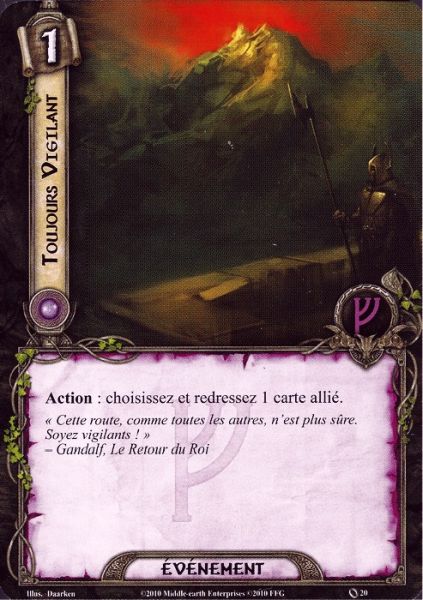 1
Toujours Vigilant
Action : choisissez et redressez 1 carte allié.
« Cette route, comme toutes les autres, n'est plus sûre.
Soyez vigilants ! »
– Gandalf, Le Retour du Roi
ÉVÉNEMENT
Illus. Daarken ©2010 Middle-earth Enterprises ©2010 FFG 20